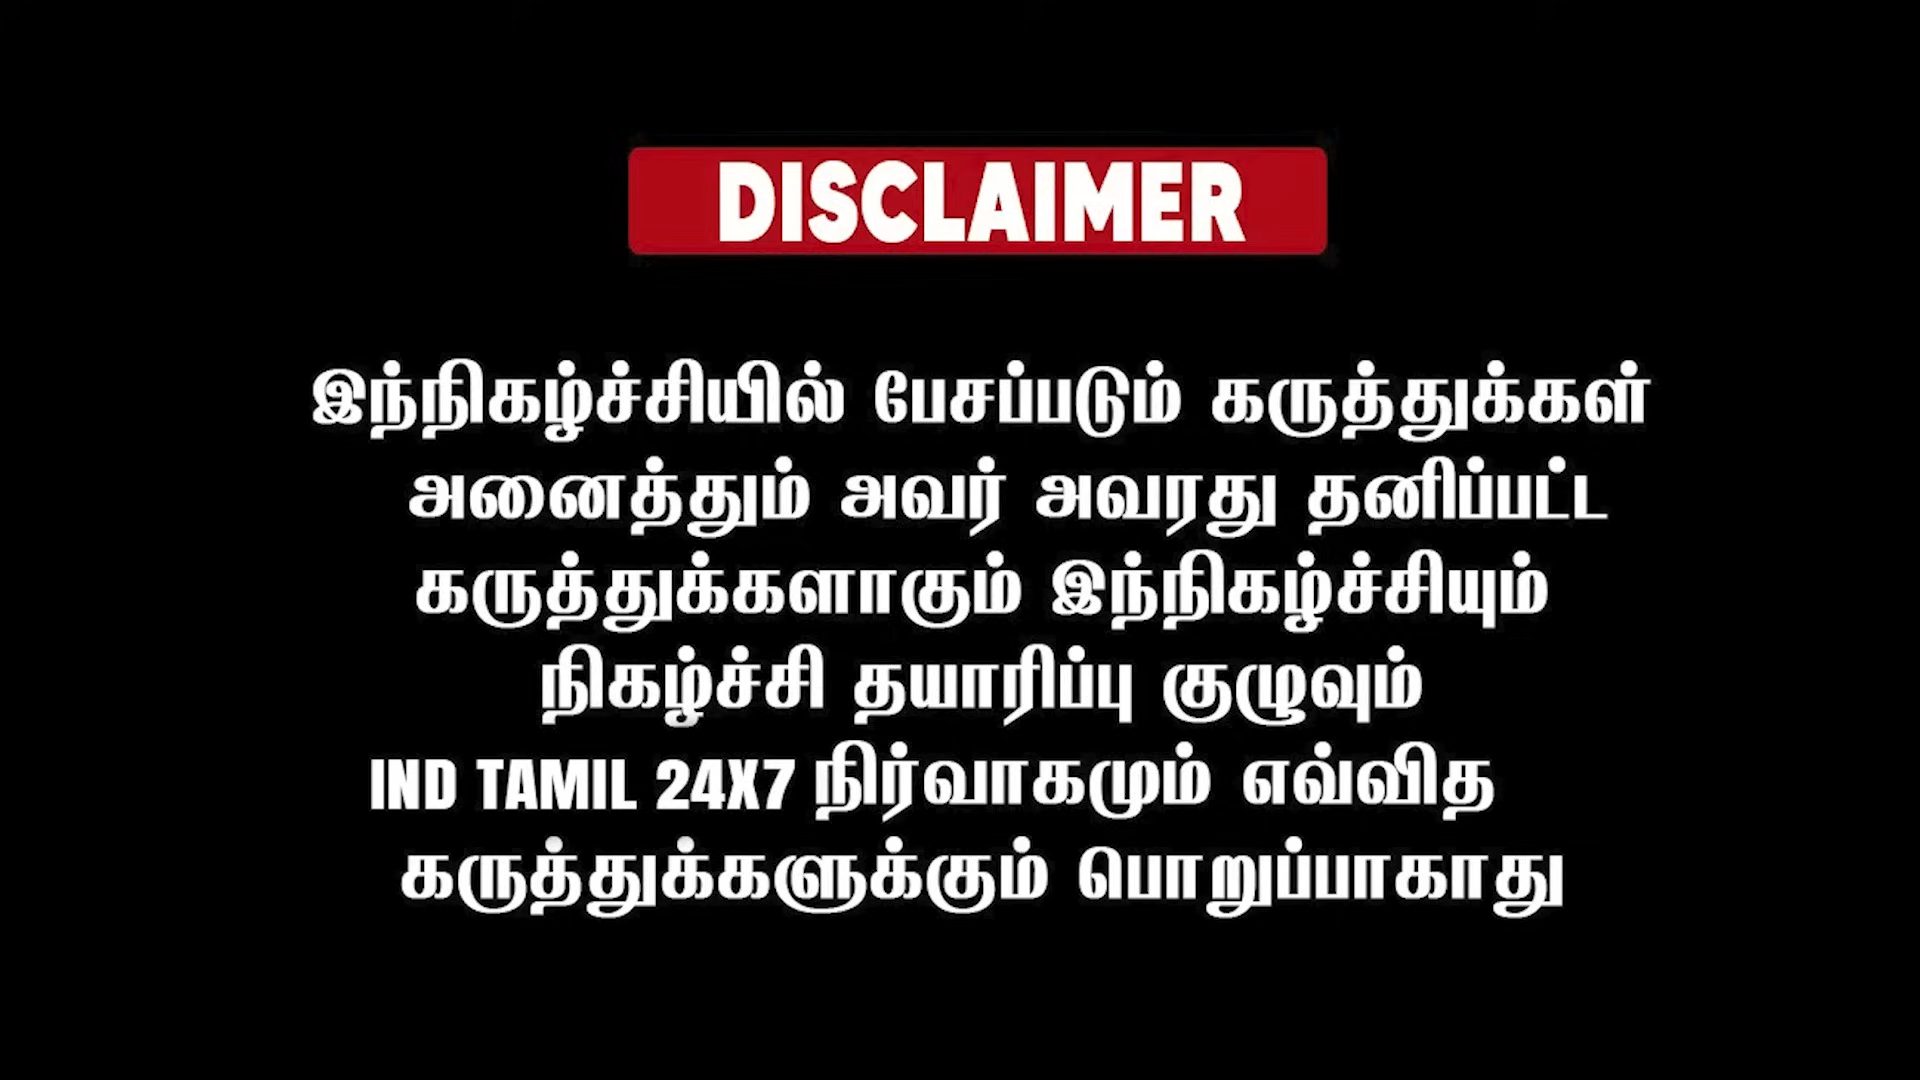 DISCLAIMER
இந்நிகழ்ச்சியில் பேசப்படும் கருத்துக்கள்
அனைத்தும் அவர் அவரது தனிப்பட்ட
கருத்துக்களாகும் இந்நிகழ்ச்சியும்
நிகழ்ச்சி தயாரிப்பு குழுவும்
IND TAMIL 24X7 நிர்வாகமும் எவ்வித
கருத்துக்களுக்கும் பொறுப்பாகாது